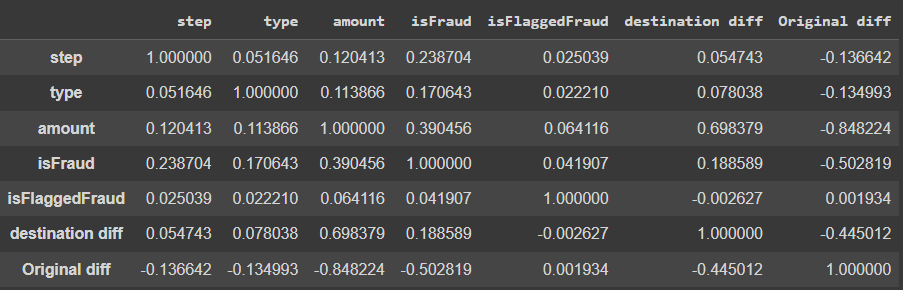 step type amount isFraud isFlaggedFraud destination diff Original diff
step 1.000000 0.051646 0.120413 0.238704 0.025039 0.054743 -0.136642
type 0.051646 1.000000 0.113866 0.170643 0.022210 0.078038 -0.134993
amount 0.120413 0.113866 1.000000 0.390456 0.064116 0.698379 -0.848224
isFraud 0.238704 0.170643 0.390456 1.000000 0.041907 0.188589 -0.502819
isFlaggedFraud 0.025039 0.022210 0.064116 0.041907 1.000000 -0.002627 0.001934
destination diff 0.054743 0.078038 0.698379 0.188589 -0.002627 1.000000 -0.445012
Original diff -0.136642 -0.134993 -0.848224 -0.502819 0.001934 -0.445012 1.000000